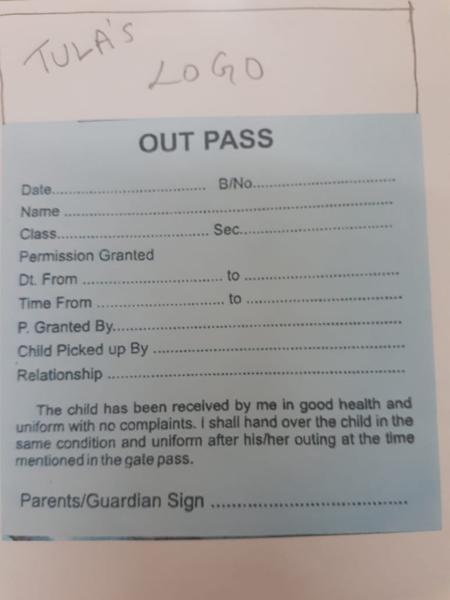 TULA'S
LOGO
OUT PASS
Date.................................. B/No................................
Name ..........................................................................
Class.................................. Sec..................................
Permission Granted
Dt. From ............................... to ...................................
Time From ............................ to ...................................
P. Granted By................................................................
Child Picked up By ........................................................
Relationship ..................................................................
The child has been received by me in good health and
uniform with no complaints. I shall hand over the child in the
same condition and uniform after his/her outing at the time
mentioned in the gate pass.
Parents/Guardian Sign .....................................